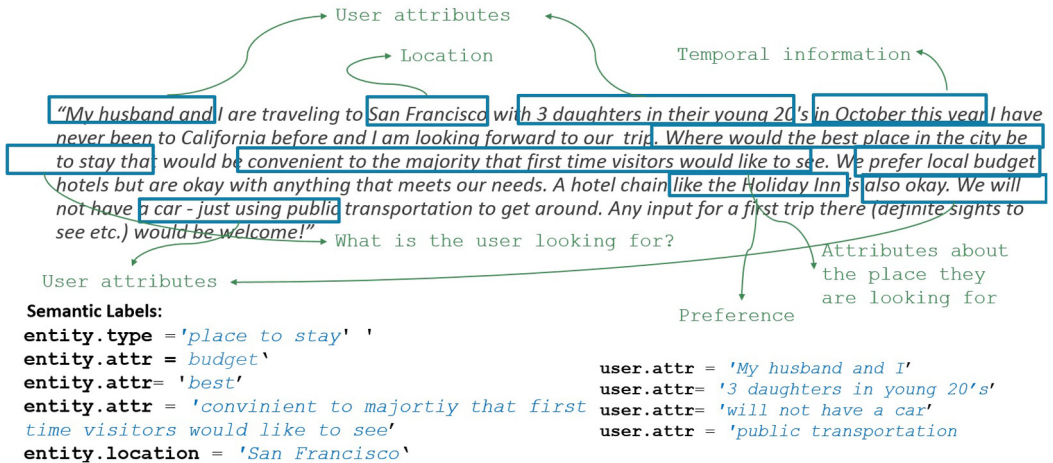 User attributes
Location
Temporal information
“My husband and I are traveling to San Francisco with 3 daughters in their young 20's in October this year I have
never been to California before and I am looking forward to our trip. Where would the best place in the city be
to stay that would be convenient to the majority that first time visitors would like to see. We prefer local budget
hotels but are okay with anything that meets our needs. A hotel chain like the Holiday Inn is also okay. We will
not have a car - just using public transportation to get around. Any input for a first trip there (definite sights to
see etc.) would be welcome!”
What is the user looking for?
User attributes
Attributes about
the place they
are looking for
Preference
Semantic Labels:
entity.type ='place to stay' '
entity.attr = budget‘
entity.attr= 'best’
entity.attr = 'convinient to majortiy that first
time visitors would like to see’
entity.location = 'San Francisco‘
user.attr = 'My husband and I’
user.attr= '3 daughters in young 20’s’
user.attr= 'will not have a car’
user.attr = 'public transportation